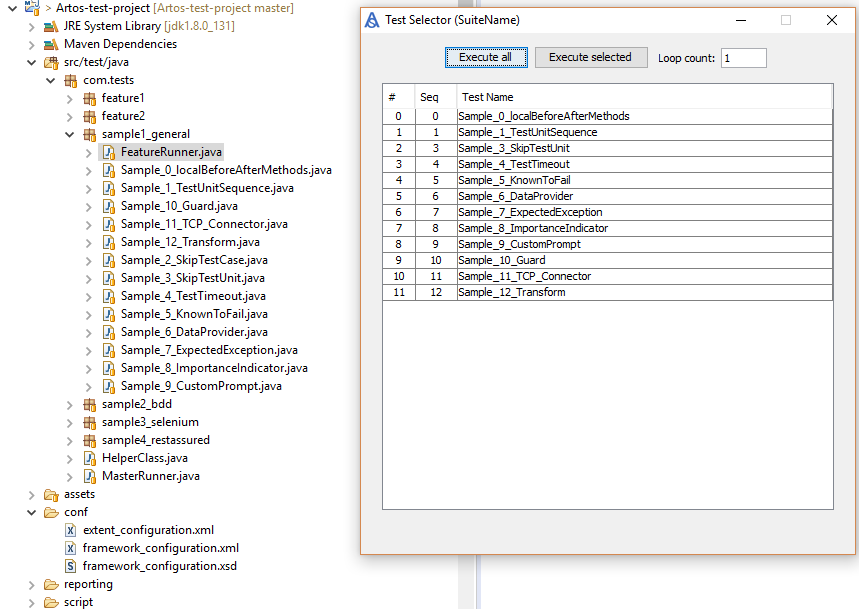 Artos-test-project [Artos-test-project master]
JRE System Library [jdk1.8.0_131]
Maven Dependencies
src/test/java
com.tests
feature1
feature2
sample1_general
FeatureRunner.java
Sample_0_localBeforeAfterMethods.java
Sample_1_TestUnitSequence.java
Sample_10_Guard.java
Sample_11_TCP_Connector.java
Sample_12_Transform.java
Sample_2_SkipTestCase.java
Sample_3_SkipTestUnit.java
Sample_4_TestTimeout.java
Sample_5_KnownToFail.java
Sample_6_DataProvider.java
Sample_7_ExpectedException.java
Sample_8_ImportanceIndicator.java
Sample_9_CustomPrompt.java
sample2_bdd
sample3_selenium
sample4_restassured
HelperClass.java
MasterRunner.java
assets
conf
extent_configuration.xml
framework_configuration.xml
framework_configuration.xsd
reporting
script
Test Selector (SuiteName)
Execute all Execute selected Loop count: 1
# Seq Test Name
0 0 Sample_0_localBeforeAfterMethods
1 1 Sample_1_TestUnitSequence
2 3 Sample_3_SkipTestUnit
3 4 Sample_4_TestTimeout
4 5 Sample_5_KnownToFail
5 6 Sample_6_DataProvider
6 7 Sample_7_ExpectedException
7 8 Sample_8_ImportanceIndicator
8 9 Sample_9_CustomPrompt
9 10 Sample_10_Guard
10 11 Sample_11_TCP_Connector
11 12 Sample_12_Transform